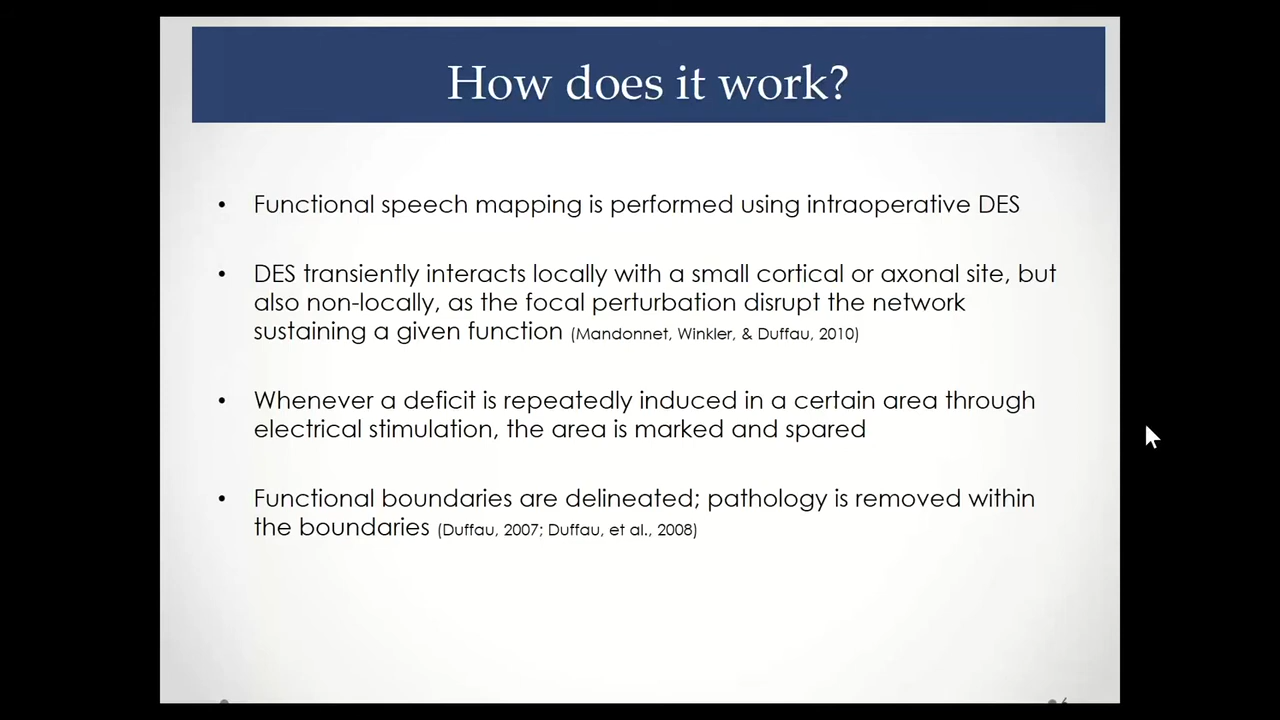 How does it work?
• Functional speech mapping is performed using intraoperative DES
• DES transiently interacts locally with a small cortical or axonal site, but
also non-locally, as the focal perturbation disrupt the network
sustaining a given function (Mandonnet, Winkler, & Duffau, 2010)
• Whenever a deficit is repeatedly induced in a certain area through
electrical stimulation, the area is marked and spared
• Functional boundaries are delineated; pathology is removed within
the boundaries (Duffau, 2007; Duffau, et al., 2008)